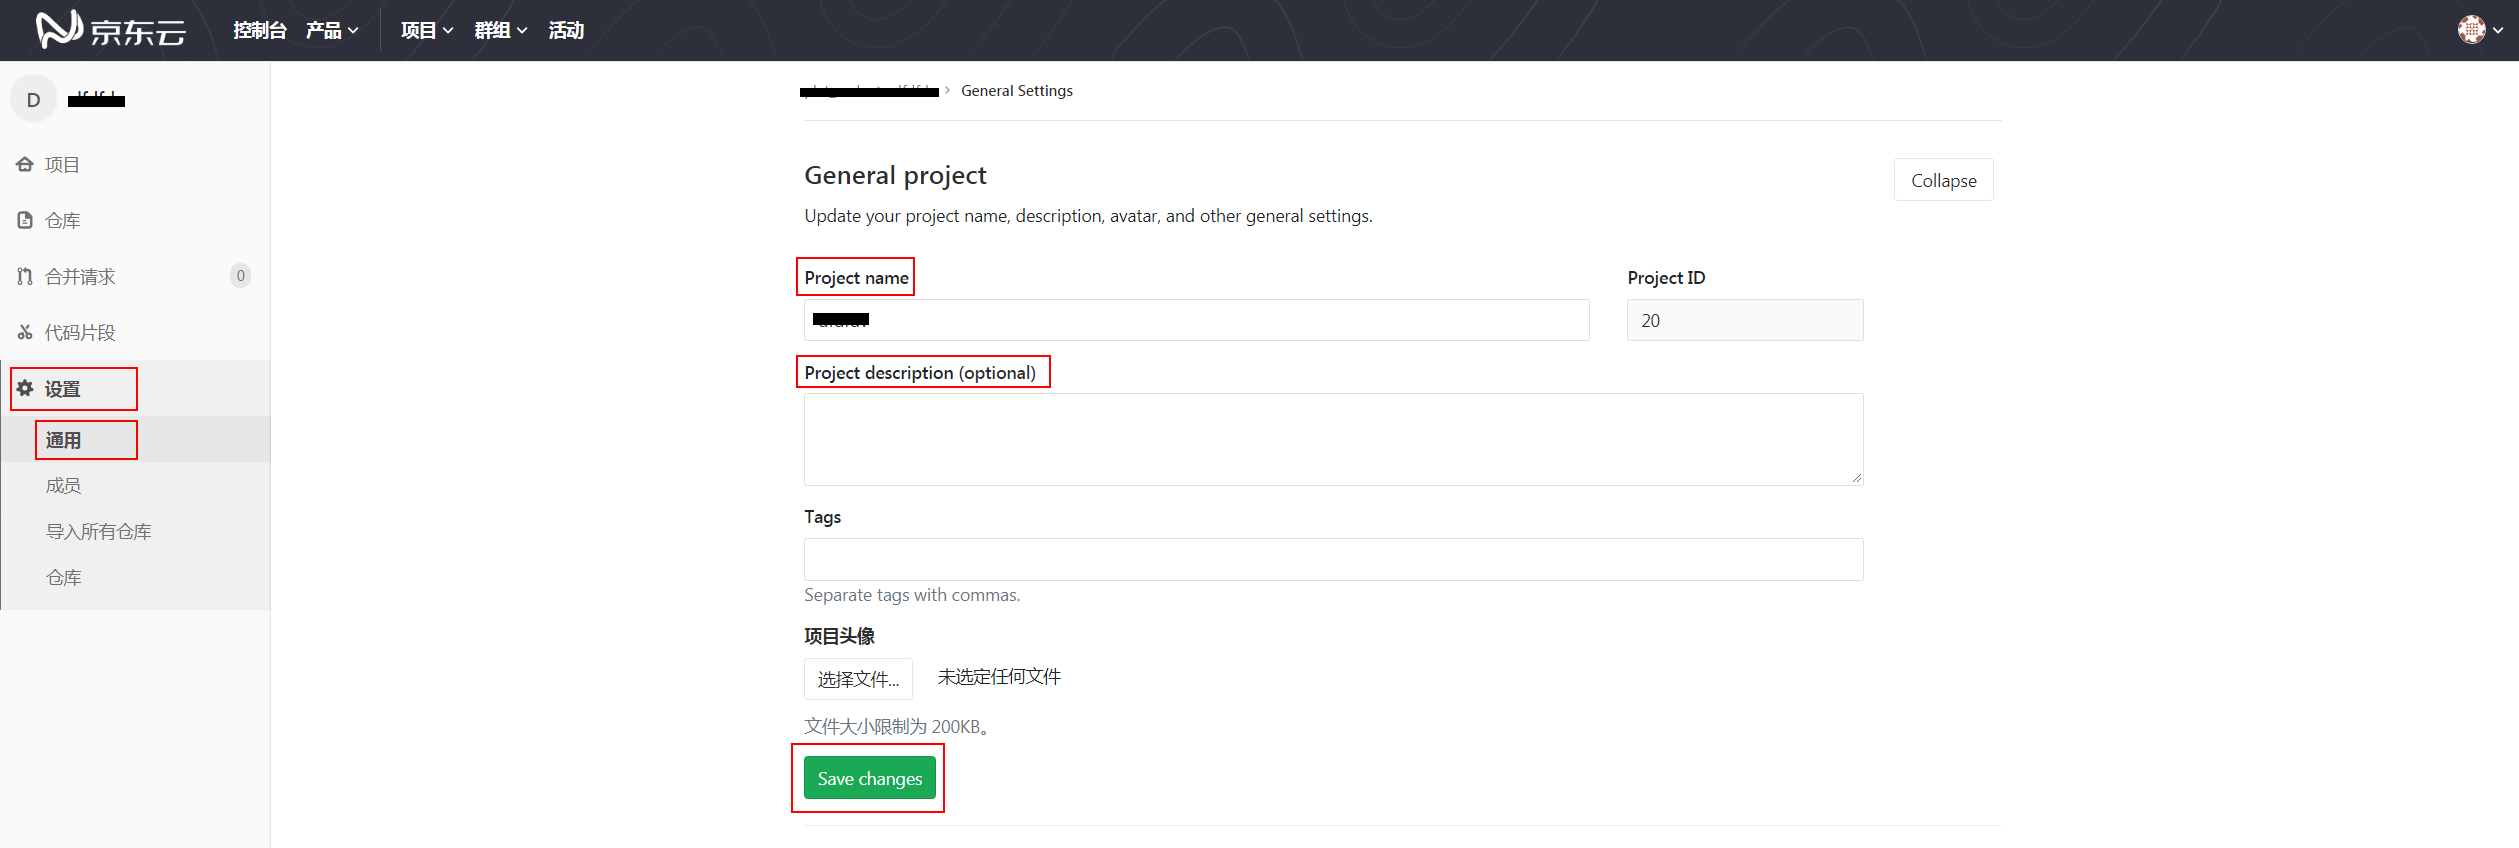 京东云 控制台 产品 项目 群组 活动
D
项目
仓库
合并请求 0
代码片段
设置
通用
成员
导入所有仓库
仓库
General Settings
General project
Collapse
Update your project name, description, avatar, and other general settings.
Project name
Project ID
20
Project description (optional)
Tags
Separate tags with commas.
项目头像
选择文件... 未选定任何文件
文件大小限制为 200KB。
Save changes